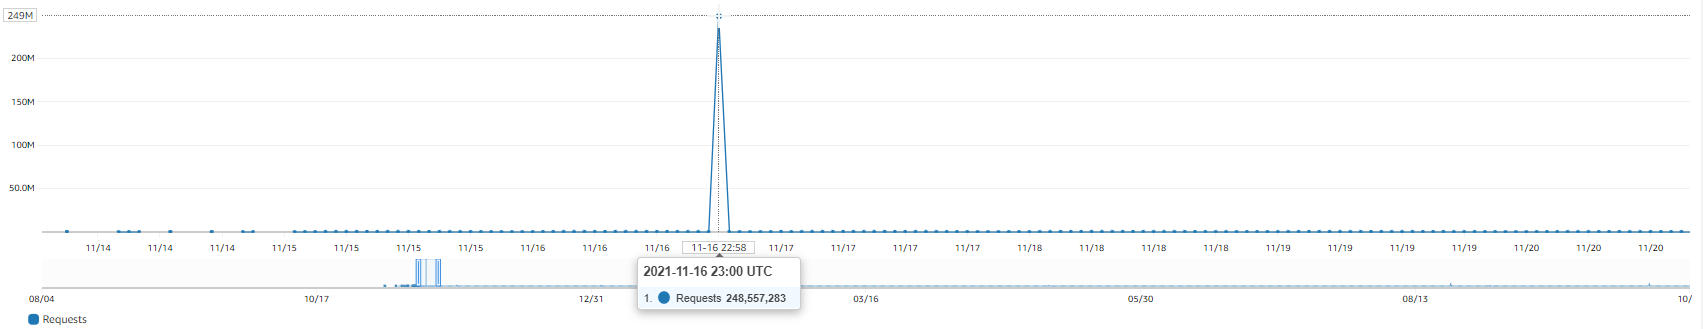 249M
200M
150M
100M
50.0M
11/14 11/14 11/14 11/15 11/15 11/15 11/15 11/16 11/16 11/16 11-16 22:58 11/17 11/17 11/17 11/17 11/18 11/18 11/18 11/18 11/19 11/19 11/19 11/19 11/20 11/20 11/20
2021-11-16 23:00 UTC
1. Requests 248,557,283
08/04 10/17 12/31 03/16 05/30 08/13 10/
Requests